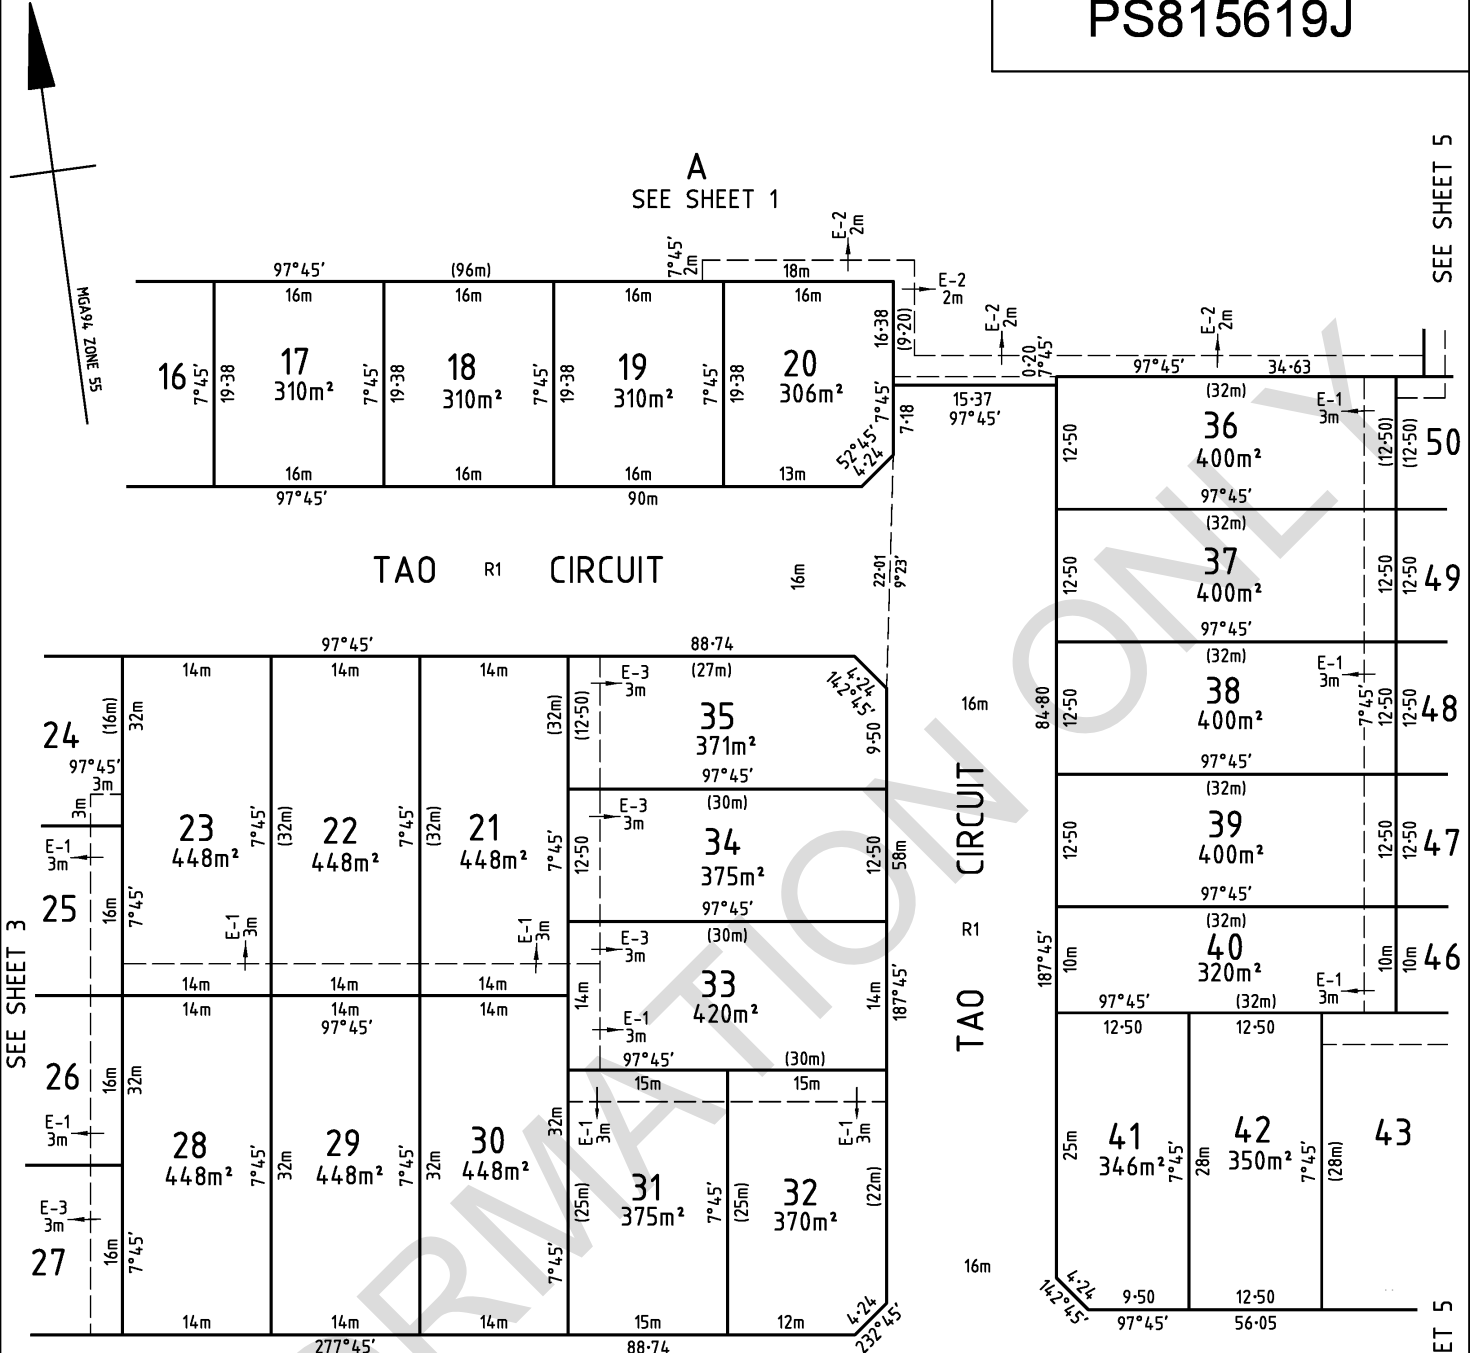 PS815619J
A
SEE SHEET 1
SEE SHEET 5
MGA94 ZONE 55
E-2
2m
7°45'
2m
18m
E-2
2m
E-2
2m
E-2
2m
97°45'
(96m)
16m
16m
16m
16m
16
7°45'
19·38
17
310m²
7°45'
19·38
18
310m²
7°45'
19·38
19
310m²
7°45'
19·38
20
306m²
16·38
(9·20)
7°45'
7·18
52°45'
4·24
16m
16m
16m
13m
97°45'
90m
0·20
7°45'
15·37
97°45'
97°45'
34·63
(32m)
E-1
3m
12·50
36
400m²
(12·50)
(12·50)
50
97°45'
(32m)
12·50
37
400m²
12·50
12·50
49
97°45'
(32m)
E-1
3m
84·80
12·50
38
400m²
7°45'
12·50
12·50
48
97°45'
(32m)
12·50
39
400m²
12·50
12·50
47
97°45'
(32m)
187°45'
10m
40
320m²
E-1
3m
10m
10m
46
97°45'
(32m)
12·50
12·50
25m
41
346m²
7°45'
28m
42
350m²
7°45'
(28m)
43
4·24
142°45'
9·50
12·50
97°45'
56·05
TAO R1 CIRCUIT
16m
22·01
9°23'
97°45'
88·74
14m
14m
14m
E-3
3m
(27m)
4·24
142°45'
24
(16m)
32m
(32m)
(12·50)
35
371m²
9·50
97°45'
3m
3m
97°45'
(30m)
23
448m²
7°45'
(32m)
22
448m²
7°45'
(32m)
21
448m²
7°45'
12·50
E-3
3m
34
375m²
12·50
58m
E-1
3m
25
16m
7°45'
E-1
3m
E-1
3m
97°45'
(30m)
E-3
3m
33
420m²
14m
14m
187°45'
E-1
3m
14m
14m
14m
14m
14m
14m
97°45'
97°45'
(30m)
SEE SHEET 3
26
16m
32m
E-1
3m
28
448m²
7°45'
32m
29
448m²
7°45'
32m
30
448m²
32m
7°45'
15m
15m
E-1
3m
E-1
3m
(25m)
31
375m²
7°45'
(25m)
32
370m²
(22m)
E-3
3m
27
16m
7°45'
14m
14m
14m
15m
12m
4·24
232°45'
277°45'
88·74
16m
TAO R1 CIRCUIT
16m
ET 5
RMATION ONLY